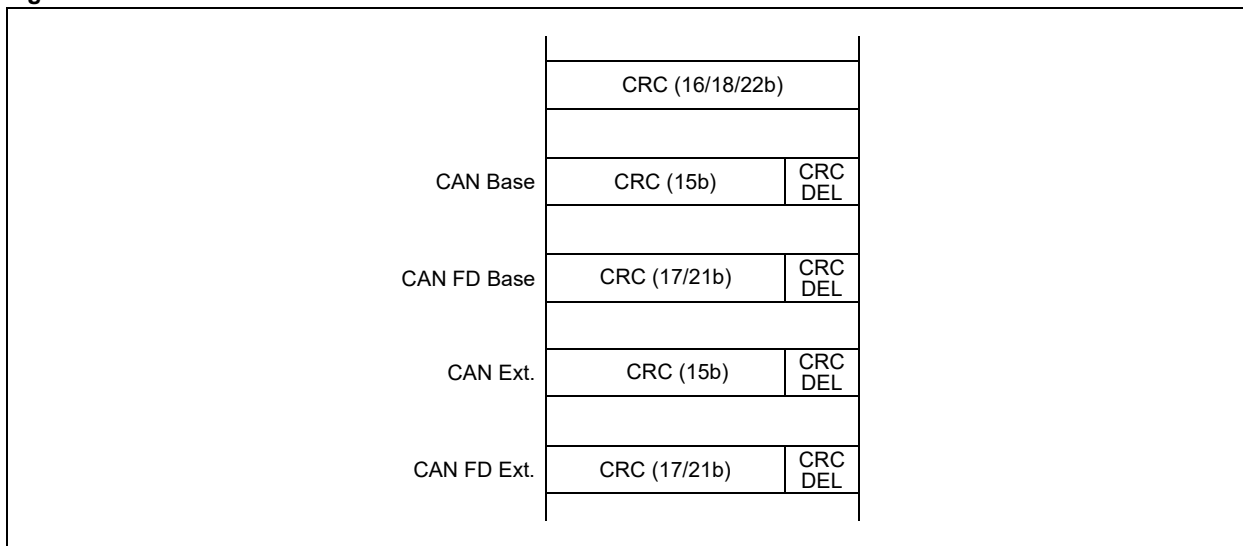 CRC (16/18/22b)
CAN Base CRC (15b) CRC DEL
CAN FD Base CRC (17/21b) CRC DEL
CAN Ext. CRC (15b) CRC DEL
CAN FD Ext. CRC (17/21b) CRC DEL